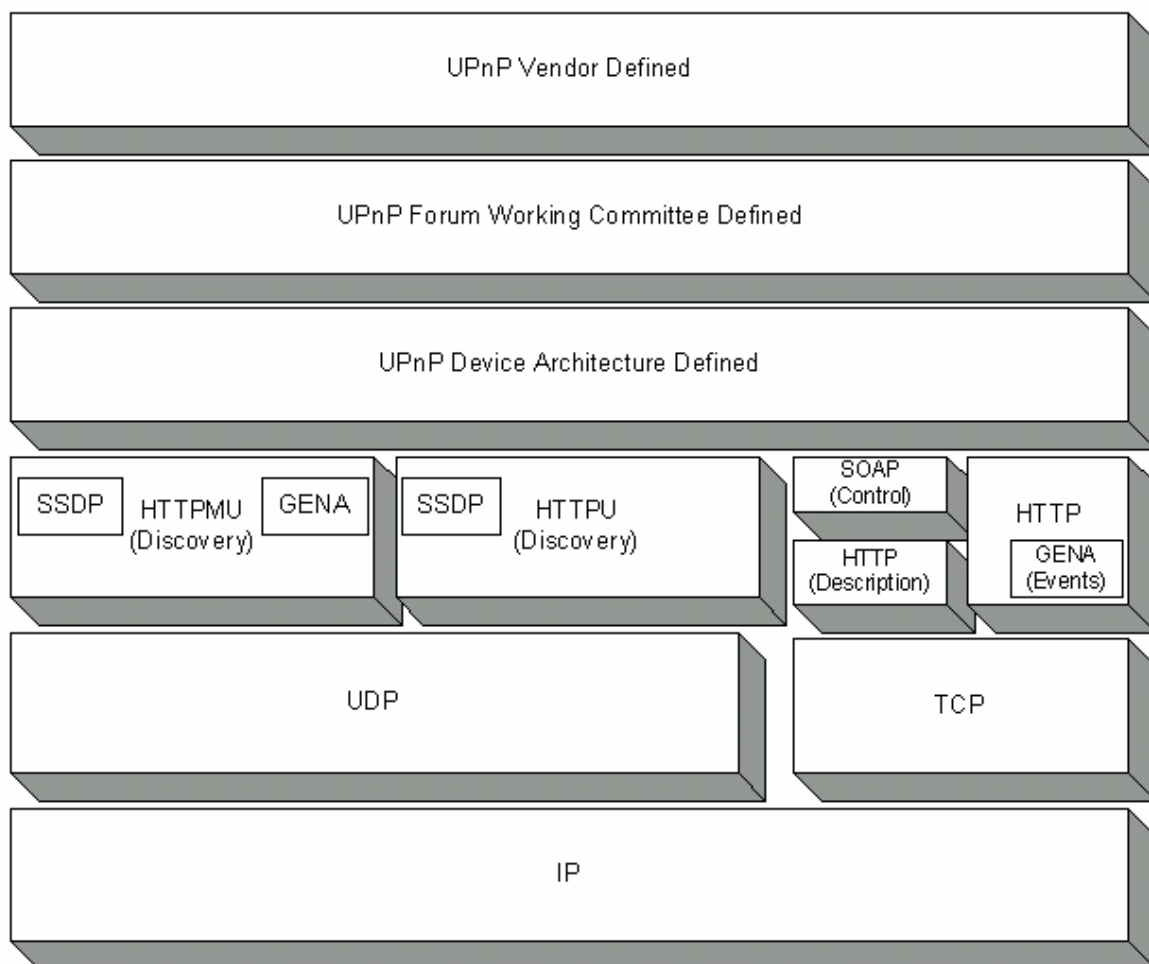 UPnP Vendor Defined
UPnP Forum Working Committee Defined
UPnP Device Architecture Defined
SSDP
HTTPMU
(Discovery)
GENA
SSDP
HTTPU
(Discovery)
SOAP
(Control)
HTTP
(Description)
HTTP
GENA
(Events)
UDP
TCP
IP